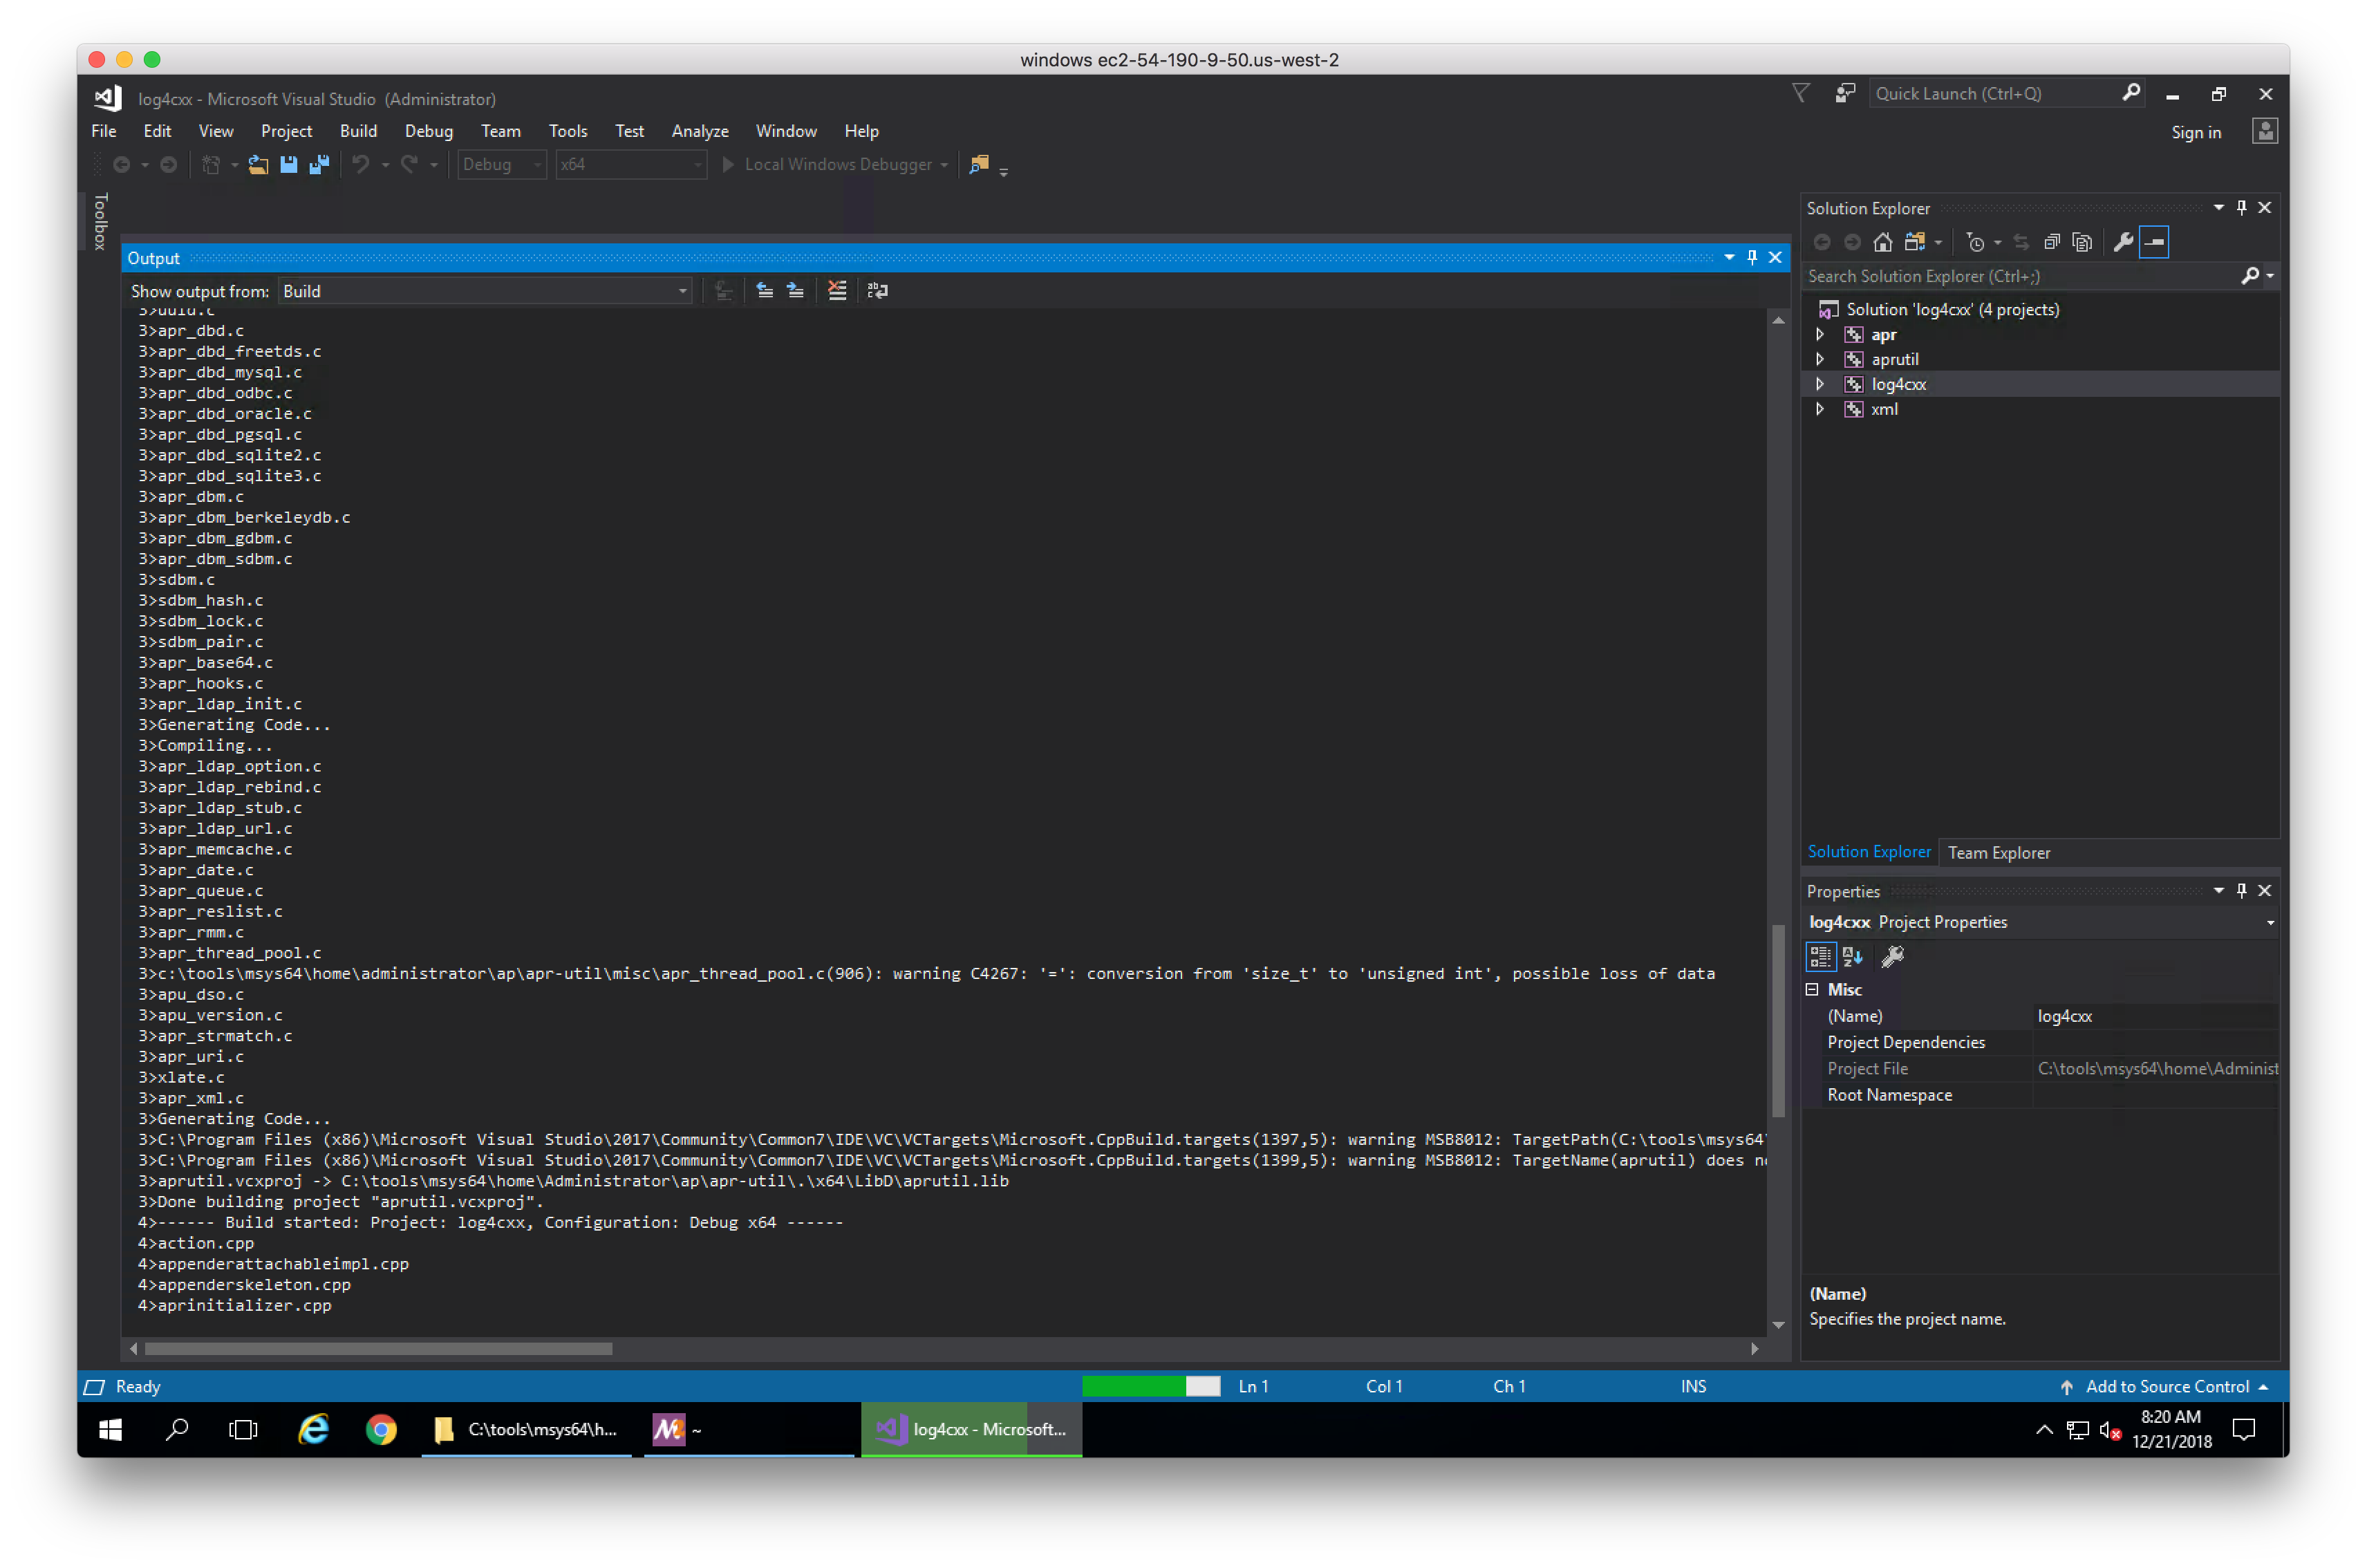 windows ec2-54-190-9-50.us-west-2
log4cxx - Microsoft Visual Studio (Administrator)
Quick Launch (Ctrl+Q)
File Edit View Project Build Debug Team Tools Test Analyze Window Help
Sign in
Debug x64 Local Windows Debugger
Toolbox
Output
Show output from: Build
3>uuid.c
3>apr_dbd.c
3>apr_dbd_freetds.c
3>apr_dbd_mysql.c
3>apr_dbd_odbc.c
3>apr_dbd_oracle.c
3>apr_dbd_pgsql.c
3>apr_dbd_sqlite2.c
3>apr_dbd_sqlite3.c
3>apr_dbm.c
3>apr_dbm_berkeleydb.c
3>apr_dbm_gdbm.c
3>apr_dbm_sdbm.c
3>sdbm.c
3>sdbm_hash.c
3>sdbm_lock.c
3>sdbm_pair.c
3>apr_base64.c
3>apr_hooks.c
3>apr_ldap_init.c
3>Generating Code...
3>Compiling...
3>apr_ldap_option.c
3>apr_ldap_rebind.c
3>apr_ldap_stub.c
3>apr_ldap_url.c
3>apr_memcache.c
3>apr_date.c
3>apr_queue.c
3>apr_reslist.c
3>apr_rmm.c
3>apr_thread_pool.c
3>c:\tools\msys64\home\administrator\ap\apr-util\misc\apr_thread_pool.c(906): warning C4267: '=': conversion from 'size_t' to 'unsigned int', possible loss of data
3>apu_dso.c
3>apu_version.c
3>apr_strmatch.c
3>apr_uri.c
3>xlate.c
3>apr_xml.c
3>Generating Code...
3>C:\Program Files (x86)\Microsoft Visual Studio\2017\Community\Common7\IDE\VC\VCTargets\Microsoft.CppBuild.targets(1397,5): warning MSB8012: TargetPath(C:\tools\msys64
3>C:\Program Files (x86)\Microsoft Visual Studio\2017\Community\Common7\IDE\VC\VCTargets\Microsoft.CppBuild.targets(1399,5): warning MSB8012: TargetName(aprutil) does
3>aprutil.vcxproj -> C:\tools\msys64\home\Administrator\ap\apr-util\.\x64\LibD\aprutil.lib
3>Done building project "aprutil.vcxproj".
4>------ Build started: Project: log4cxx, Configuration: Debug x64 ------
4>action.cpp
4>appenderattachableimpl.cpp
4>appenderskeleton.cpp
4>aprinitializer.cpp
Solution Explorer
Search Solution Explorer (Ctrl+;)
Solution 'log4cxx' (4 projects)
apr
aprutil
log4cxx
xml
Solution Explorer Team Explorer
Properties
log4cxx Project Properties
Misc
(Name) log4cxx
Project Dependencies
Project File C:\tools\msys64\home\Administ
Root Namespace
(Name)
Specifies the project name.
Ready Ln 1 Col 1 Ch 1 INS Add to Source Control
C:\tools\msys64\h... ~ log4cxx - Microsoft...
8:20 AM
12/21/2018